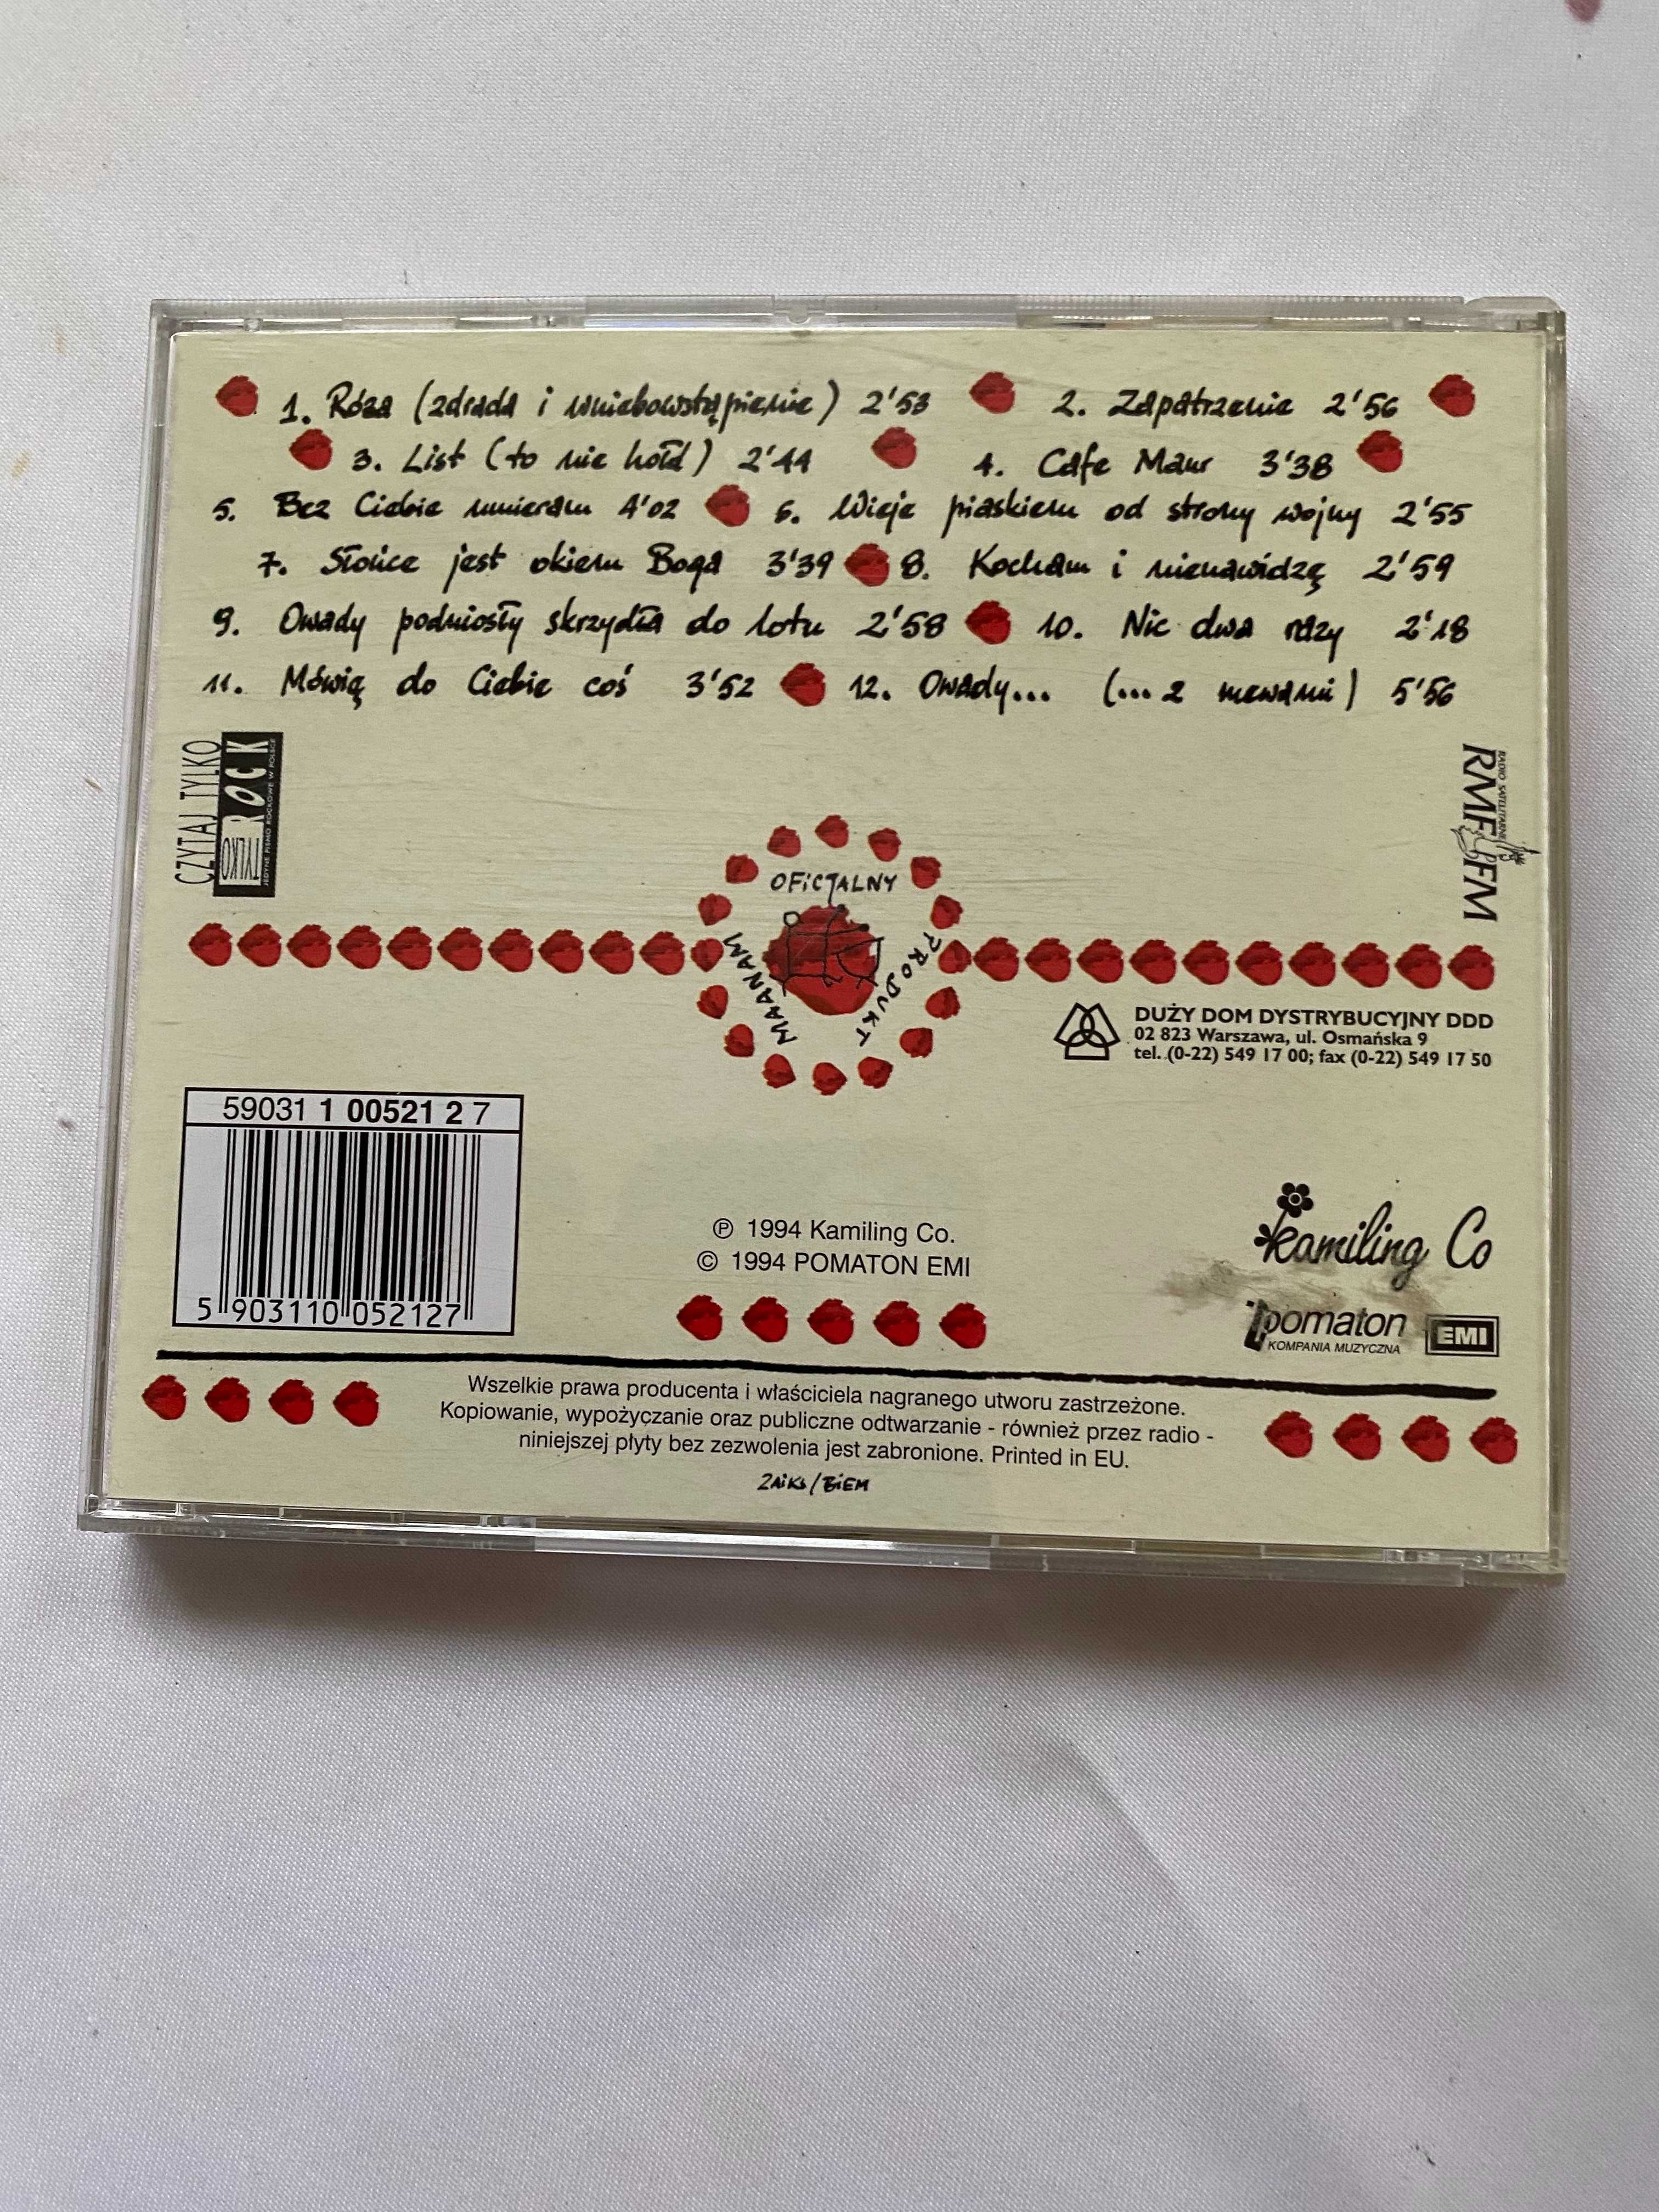 1. Róża (zdrada i wniebowstąpienie) 2'53 2. Zapatrzenie 2'56
3. List (to nie hołd) 2'44 4. Cafe Maur 3'38
5. Bez Ciebie umieram 4'02 6. Wieje piaskiem od strony wojny 2'55
7. Słońce jest okiem Boga 3'39 8. Kocham i nienawidzę 2'59
9. Owady podniosły skrzydła do lotu 2'58 10. Nic dwa razy 2'18
11. Mówię do Ciebie coś 3'52 12. Owady... (... z mewami) 5'56
CZYTAJ TYLKO
TYLKO ROCK
JEDYNE PISMO ROCKOWE W POLSCE
RADIO SATELITARNE
RMF FM
OFICJALNY
PRODUKT
MAANAM
DUŻY DOM DYSTRYBUCYJNY DDD
02 823 Warszawa, ul. Osmańska 9
tel. (0-22) 549 17 00; fax (0-22) 549 17 50
59031 1 00521 2 7
5 903110 052127
℗ 1994 Kamiling Co.
© 1994 POMATON EMI
Kamiling Co
pomaton EMI
KOMPANIA MUZYCZNA
Wszelkie prawa producenta i właściciela nagranego utworu zastrzeżone.
Kopiowanie, wypożyczanie oraz publiczne odtwarzanie - również przez radio -
niniejszej płyty bez zezwolenia jest zabronione. Printed in EU.
ZAiKS/BiEM